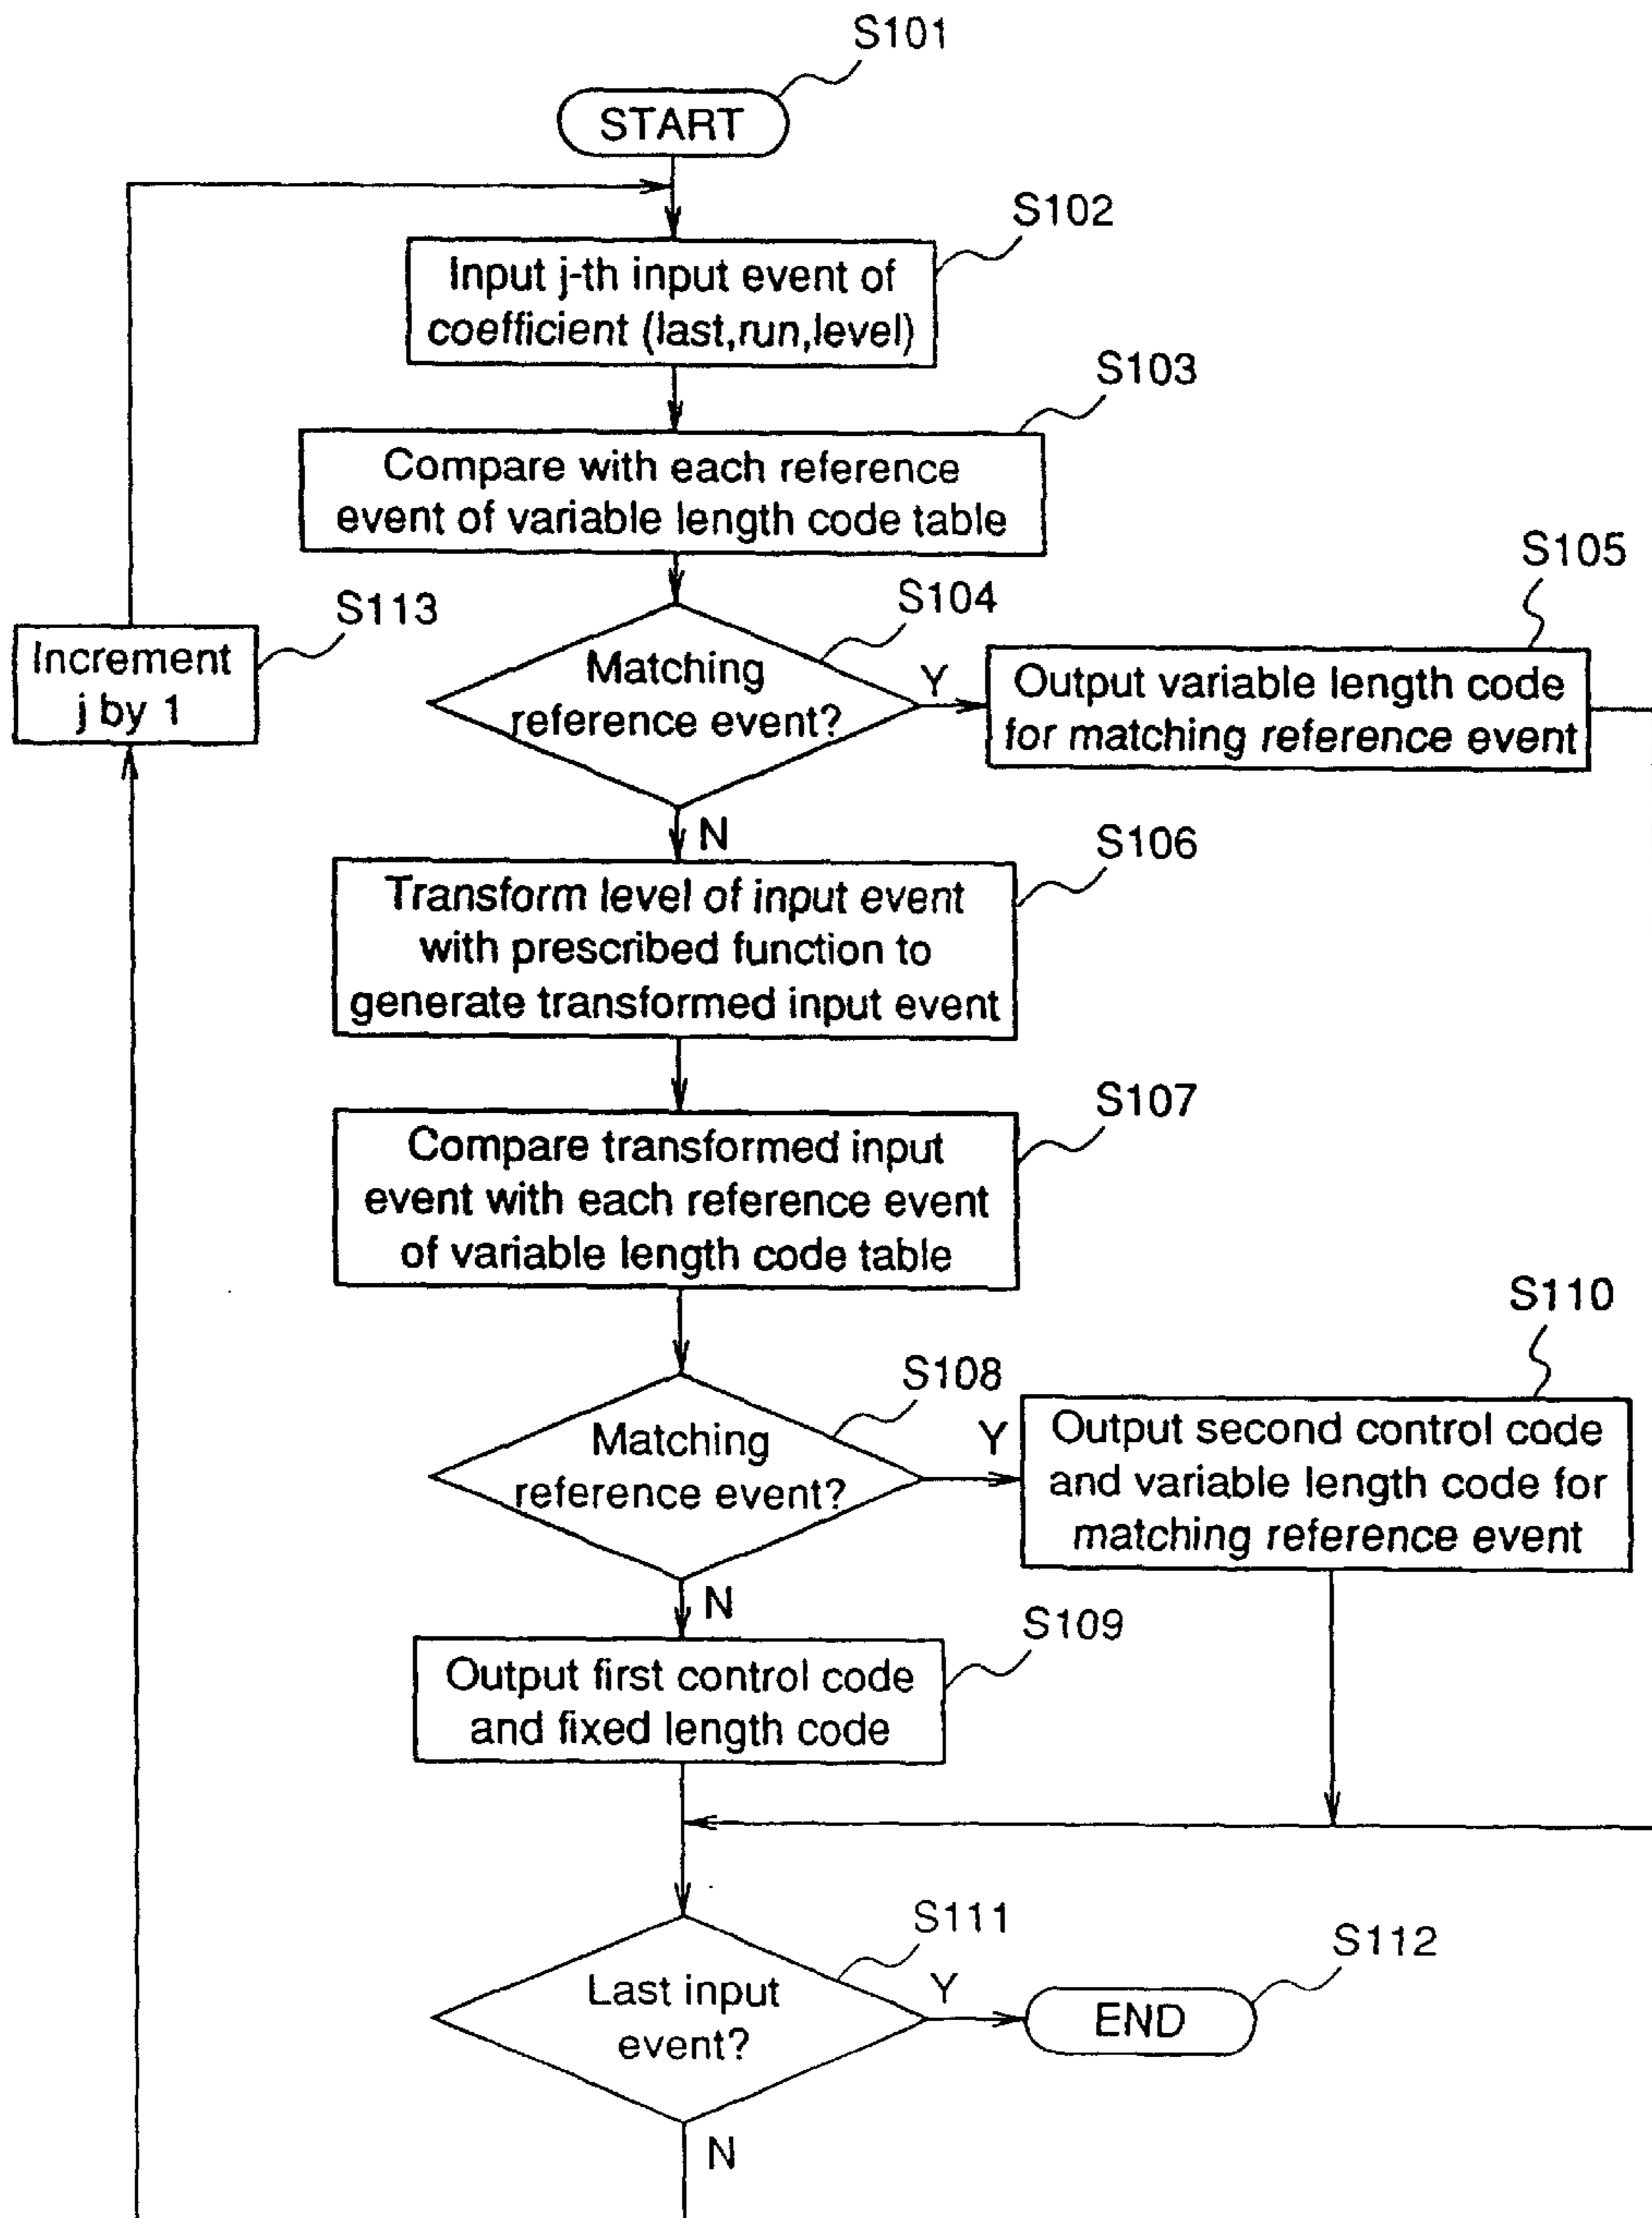 S101
START
S102
Input j-th input event of
coefficient (last,run,level)
S103
Compare with each reference
event of variable length code table
S105
S113
S104
Increment
j by 1
Matching
reference event?
Y
Output variable length code
for matching reference event
N
S106
Transform level of input event
with prescribed function to
generate transformed input event
S107
Compare transformed input
event with each reference event
of variable length code table
S110
S108
Matching
reference event?
Y
Output second control code
and variable length code for
matching reference event
N
S109
Output first control code
and fixed length code
S111
S112
Last input
event?
Y
END
N